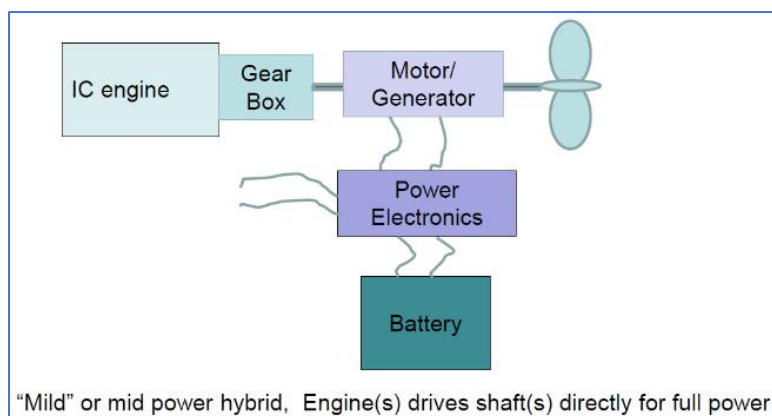 IC engine
Gear
Box
Motor/
Generator
Power
Electronics
Battery
“Mild” or mid power hybrid, Engine(s) drives shaft(s) directly for full power